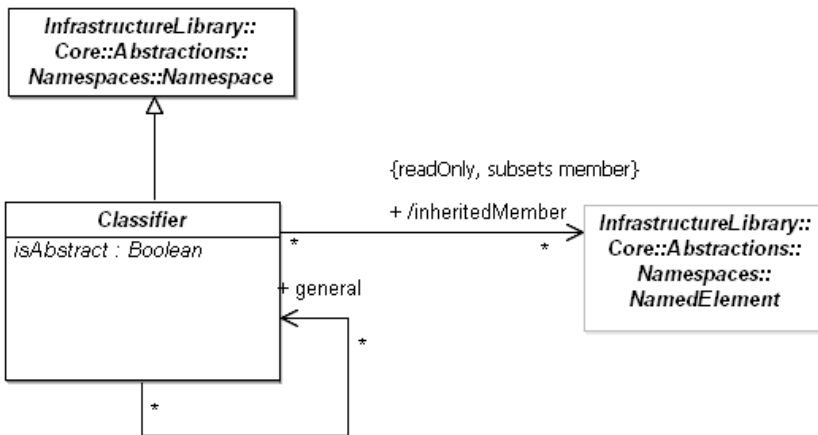 InfrastructureLibrary::
Core::Abstractions::
Namespaces::Namespace
{readOnly, subsets member}
+ /inheritedMember
Classifier
isAbstract : Boolean
*
*
InfrastructureLibrary::
Core::Abstractions::
Namespaces::
NamedElement
+ general
*
*